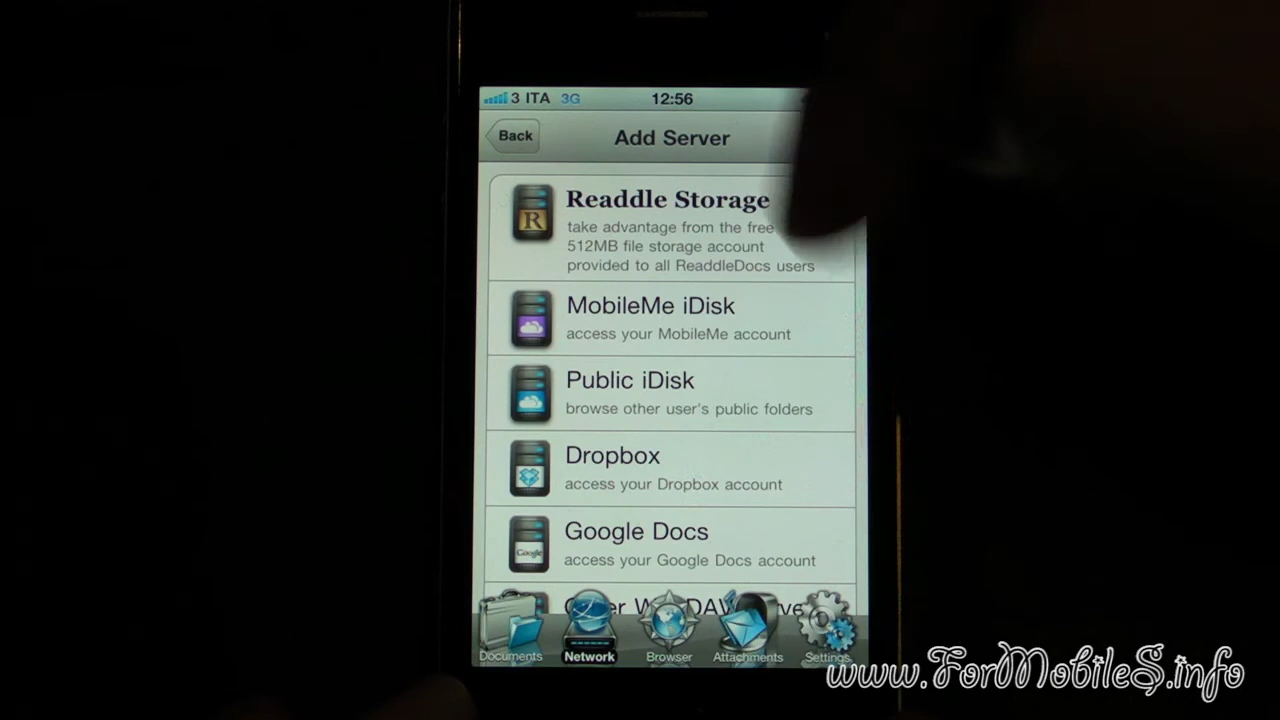 3 ITA 3G 12:56
Back
Add Server
Readdle Storage
take advantage from the free
512MB file storage account
provided to all ReaddleDocs users
MobileMe iDisk
access your MobileMe account
Public iDisk
browse other user's public folders
Dropbox
access your Dropbox account
Google Docs
access your Google Docs account
Google
R
Documents
Network
Browser
Attachments
Settings
www.ForMobileS.info